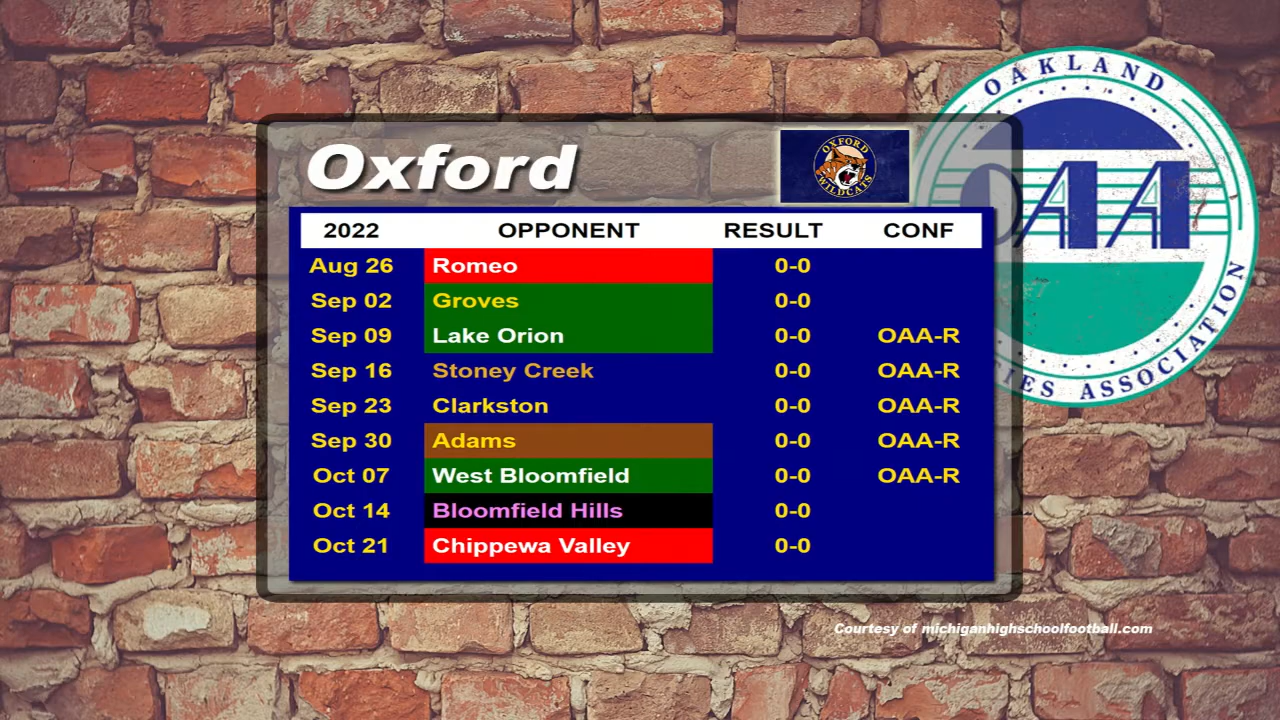 Oxford
OXFORD
WILDCATS
OAKLAND
OAA
IES ASSOCIATION
2022 OPPONENT RESULT CONF
Aug 26 Romeo 0-0
Sep 02 Groves 0-0
Sep 09 Lake Orion 0-0 OAA-R
Sep 16 Stoney Creek 0-0 OAA-R
Sep 23 Clarkston 0-0 OAA-R
Sep 30 Adams 0-0 OAA-R
Oct 07 West Bloomfield 0-0 OAA-R
Oct 14 Bloomfield Hills 0-0
Oct 21 Chippewa Valley 0-0
Courtesy of michiganhighschoolfootball.com